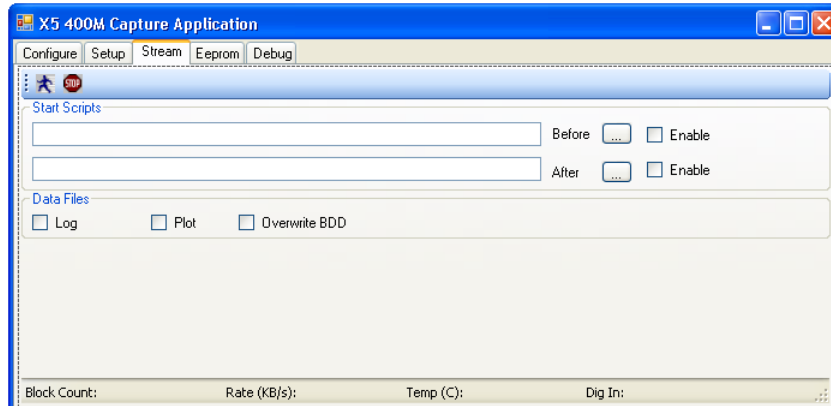 X5 400M Capture Application
Configure Setup Stream Eeprom Debug
STOP
Start Scripts
Before ... Enable
After ... Enable
Data Files
Log Plot Overwrite BDD
Block Count: Rate (KB/s): Temp (C): Dig In: